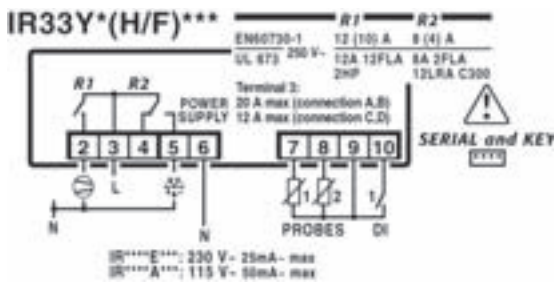 IR33Y*(H/F)***
R1 R2
EN60730-1 250 V~ 12 (10) A 8 (4) A
UL 873 12A 12FLA 8A 2FLA
2HP 12LRA C300
R1 R2
Terminal 3:
POWER SUPPLY
20 A max (connection A,B)
12 A max (connection C,D)
SERIAL and KEY
2 3 4 5 6 7 8 9 10
L
1 2 1
N
N
PROBES DI
IR****E***: 230 V~ 25mA~ max
IR****A***: 115 V~ 50mA~ max